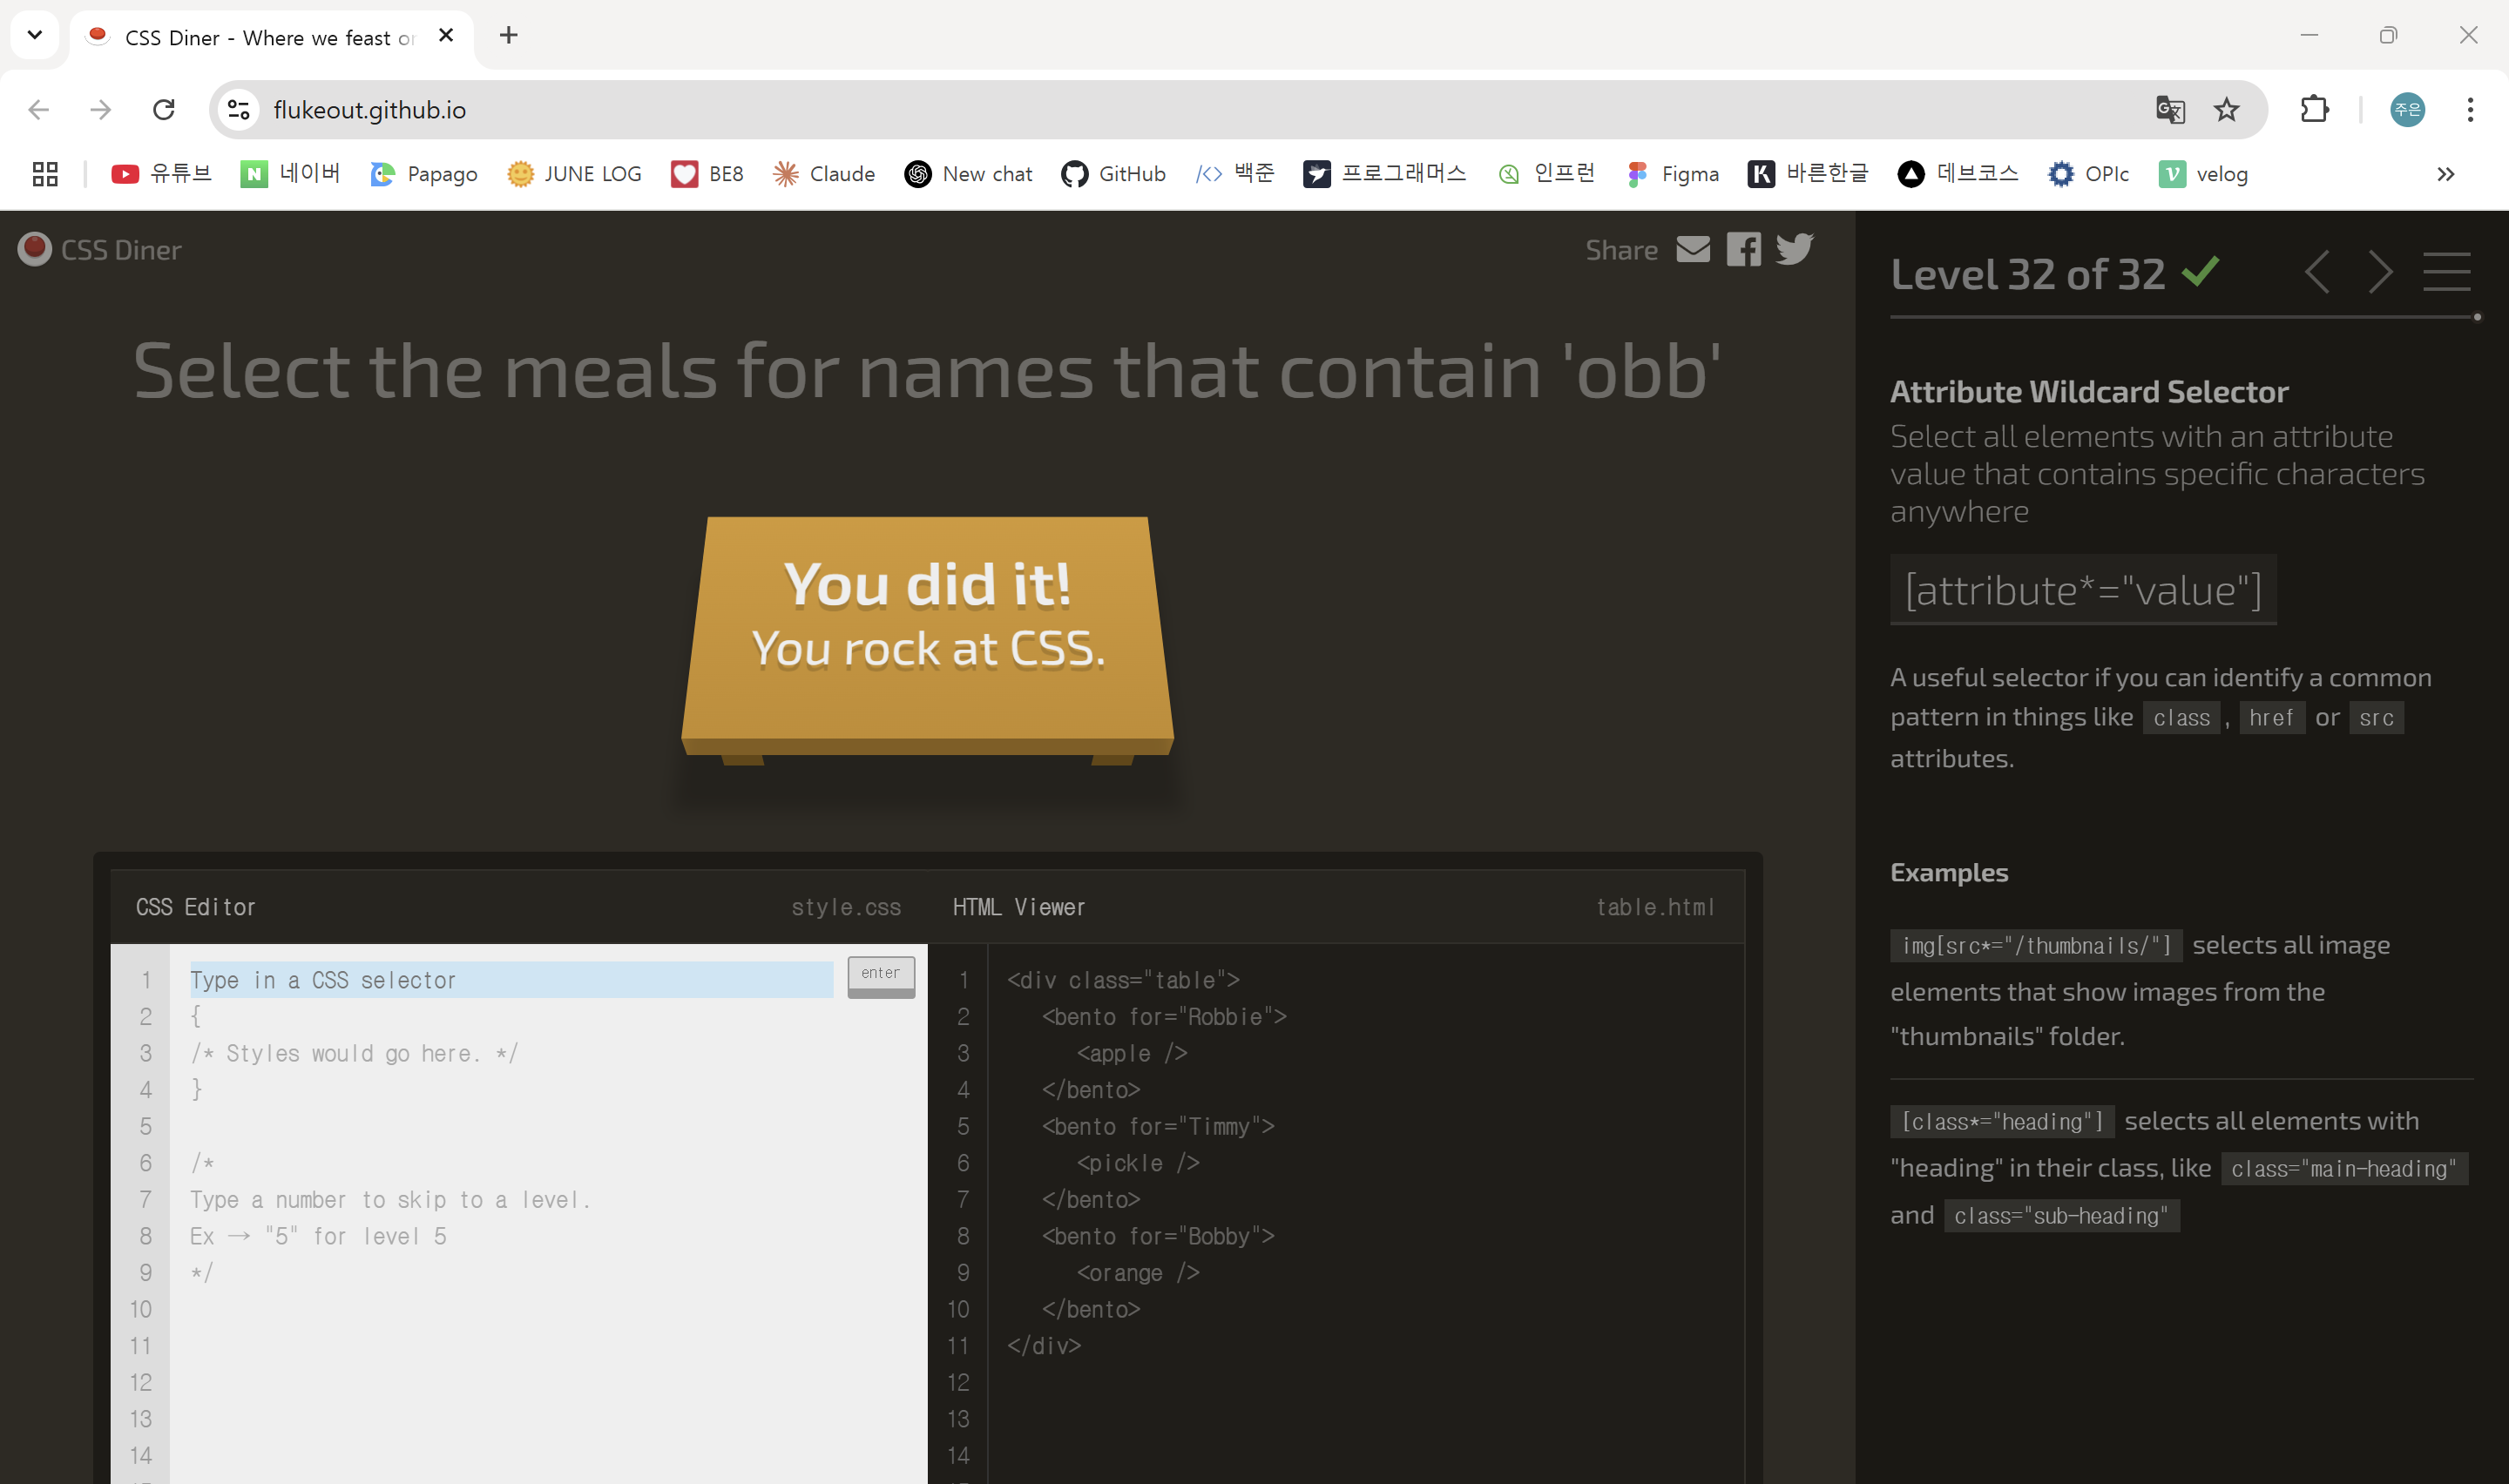 CSS Diner - Where we feast or
flukeout.github.io
주은
유튜브 네이버 Papago JUNE LOG BE8 Claude New chat GitHub 백준 프로그래머스 인프런 Figma 바른한글 데브코스 OPIc velog
CSS Diner
Share
Select the meals for names that contain 'obb'
You did it!
You rock at CSS.
CSS Editor style.css
1 Type in a CSS selector
enter
2 {
3 /* Styles would go here. */
4 }
5
6 /*
7 Type a number to skip to a level.
8 Ex → "5" for level 5
9 */
10
11
12
13
14
HTML Viewer table.html
1 <div class="table">
2 <bento for="Robbie">
3 <apple />
4 </bento>
5 <bento for="Timmy">
6 <pickle />
7 </bento>
8 <bento for="Bobby">
9 <orange />
10 </bento>
11 </div>
12
13
14
Level 32 of 32
Attribute Wildcard Selector
Select all elements with an attribute
value that contains specific characters
anywhere
[attribute*="value"]
A useful selector if you can identify a common
pattern in things like class , href or src
attributes.
Examples
img[src*="/thumbnails/"] selects all image
elements that show images from the
"thumbnails" folder.
[class*="heading"] selects all elements with
"heading" in their class, like class="main-heading"
and class="sub-heading"